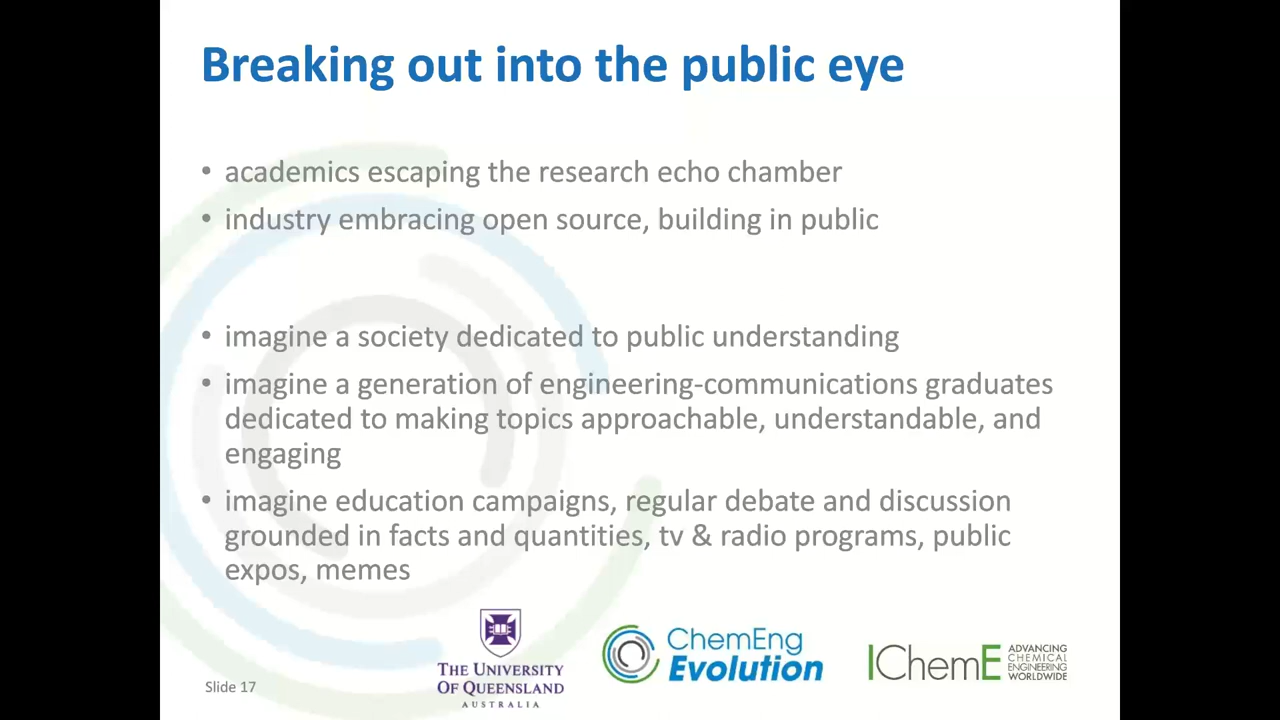 Breaking out into the public eye
• academics escaping the research echo chamber
• industry embracing open source, building in public
• imagine a society dedicated to public understanding
• imagine a generation of engineering-communications graduates
dedicated to making topics approachable, understandable, and
engaging
• imagine education campaigns, regular debate and discussion
grounded in facts and quantities, tv & radio programs, public
expos, memes
Slide 17
THE UNIVERSITY
OF QUEENSLAND
AUSTRALIA
ChemEng
Evolution
IChemE
ADVANCING
CHEMICAL
ENGINEERING
WORLDWIDE